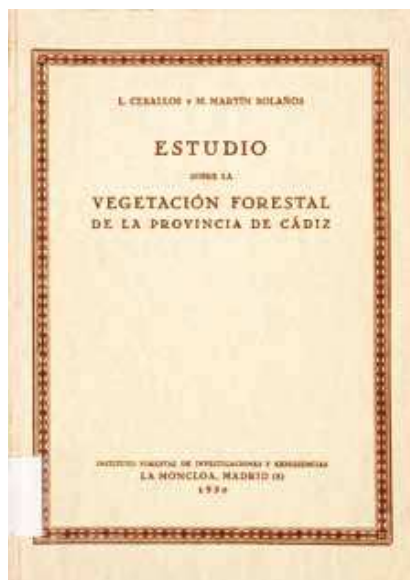 L. CEBALLOS Y M. MARTÍN BOLAÑOS
ESTUDIO
SOBRE LA
VEGETACIÓN FORESTAL
DE LA PROVINCIA DE CÁDIZ
INSTITUTO FORESTAL DE INVESTIGACIONES Y EXPERIENCIAS
LA MONCLOA, MADRID (8)
1930